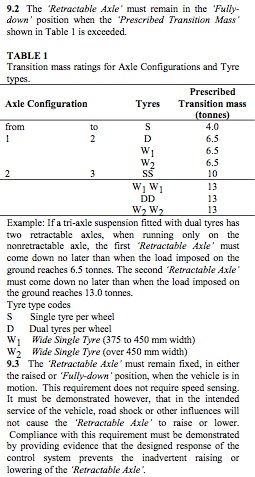 9.2 The 'Retractable Axle' must remain in the 'Fully-
down' position when the 'Prescribed Transition Mass'
shown in Table 1 is exceeded.
TABLE 1
Transition mass ratings for Axle Configurations and Tyre
types.
Axle Configuration Tyres Prescribed Transition mass (tonnes)
from to S 4.0
1 2 D 6.5
W1 6.5
W2 6.5
2 3 SS 10
W1 W1 13
DD 13
W2 W2 13
Example: If a tri-axle suspension fitted with dual tyres has
two retractable axles, when running only on the
nonretractable axle, the first 'Retractable Axle' must
come down no later than when the load imposed on the
ground reaches 6.5 tonnes. The second 'Retractable Axle'
must come down no later than when the load imposed on
the ground reaches 13.0 tonnes.
Tyre type codes
S Single tyre per wheel
D Dual tyres per wheel
W1 Wide Single Tyre (375 to 450 mm width)
W2 Wide Single Tyre (over 450 mm width)
9.3 The 'Retractable Axle' must remain fixed, in either
the raised or 'Fully-down' position, when the vehicle is in
motion. This requirement does not require speed sensing.
It must be demonstrated however, that in the intended
service of the vehicle, road shock or other influences will
not cause the 'Retractable Axle' to raise or lower.
Compliance with this requirement must be demonstrated
by providing evidence that the designed response of the
control system prevents the inadvertent raising or
lowering of the 'Retractable Axle'.